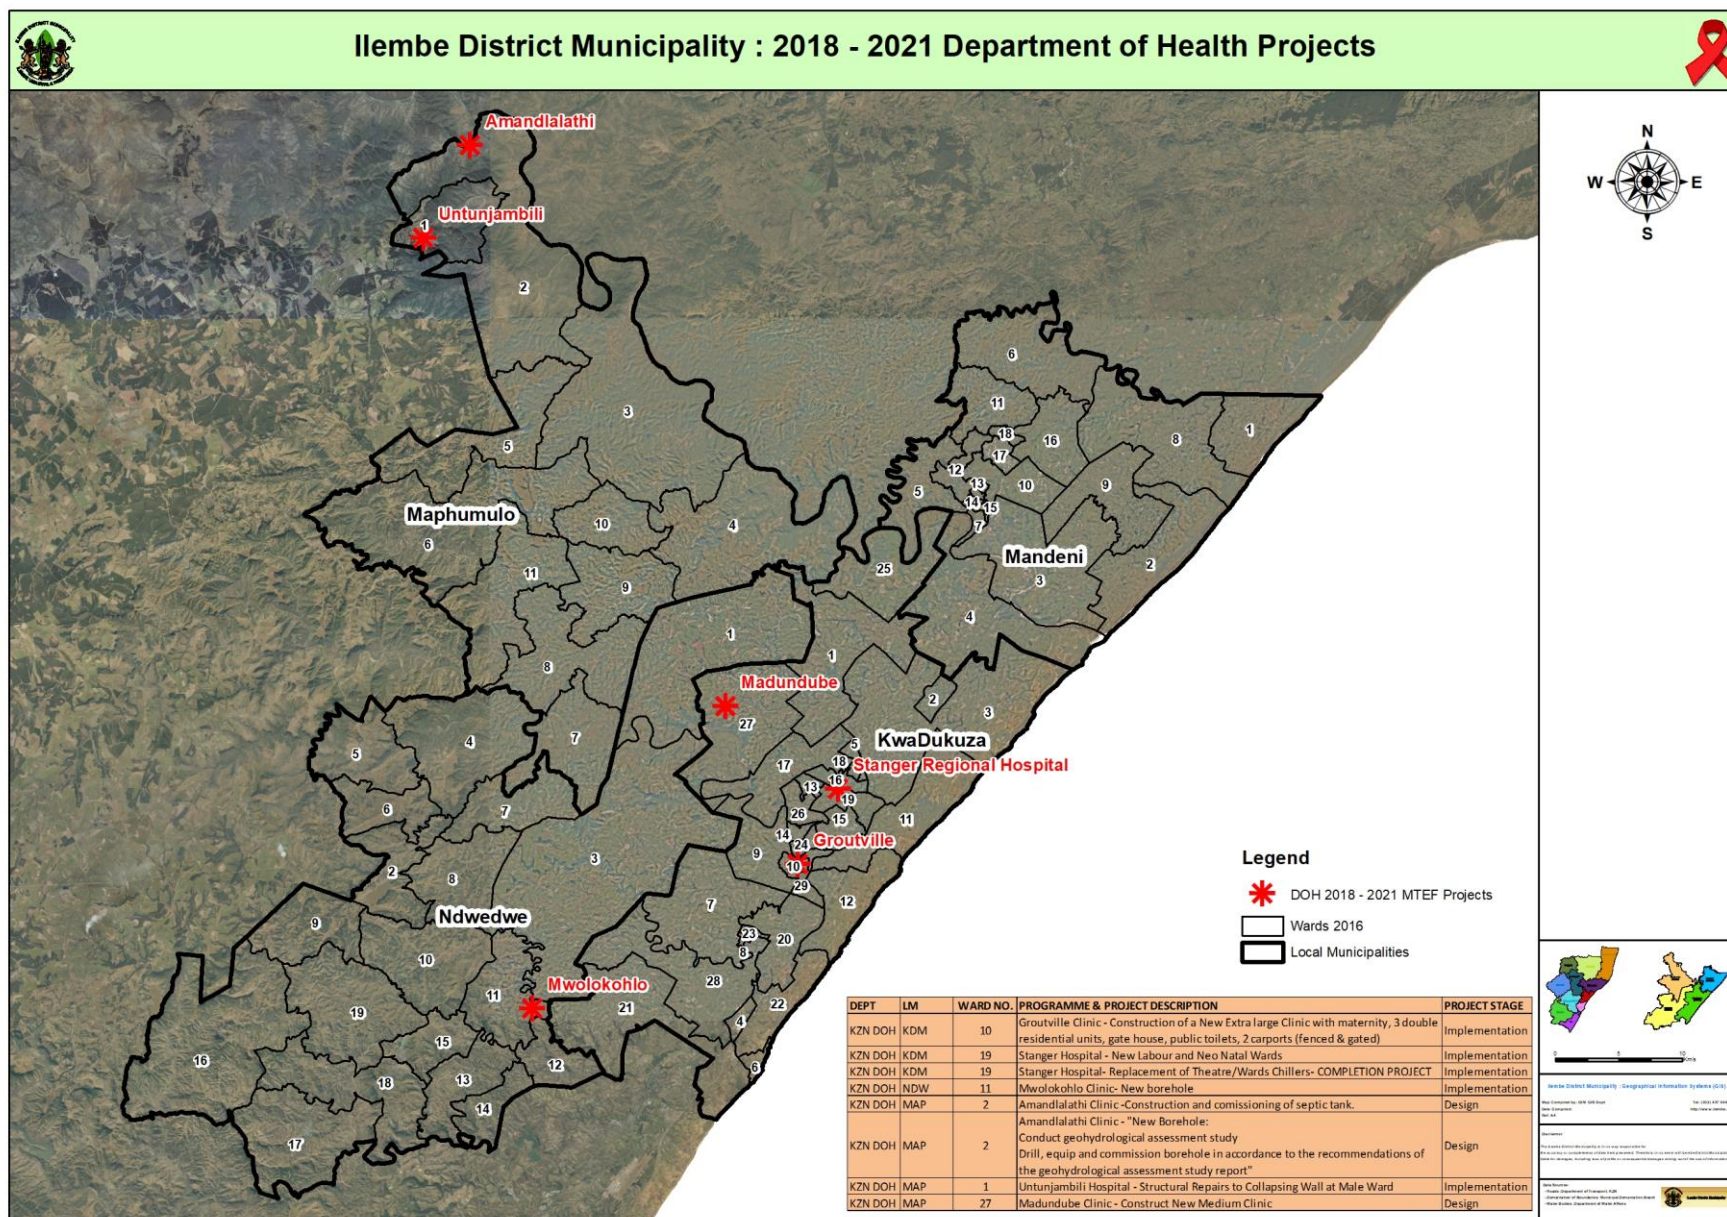 Ilembe District Municipality : 2018 - 2021 Department of Health Projects
N
W E
S
Amandlalathi
Untunjambili
1
2
3
5
4
10
Maphumulo
6
11
9
8
7
6
11
18
16
17
8
1
12
13
10
9
5
14
15
7
Mandeni
3
2
4
25
1
1
Madundube
27
2
3
KwaDukuza
5
18
17
Stanger Regional Hospital
16
13
19
26
15
11
14
Groutville
24
9
10
29
12
7
23
20
8
28
22
21
4
6
5
4
6
7
3
2
8
Ndwedwe
9
10
11
Mwolokohlo
19
15
16
18
13
12
14
17
Legend
DOH 2018 - 2021 MTEF Projects
Wards 2016
Local Municipalities
DEPT LM WARD NO. PROGRAMME & PROJECT DESCRIPTION PROJECT STAGE
KZN DOH KDM 10 Groutville Clinic - Construction of a New Extra large Clinic with maternity, 3 double
residential units, gate house, public toilets, 2 carports (fenced & gated) Implementation
KZN DOH KDM 19 Stanger Hospital - New Labour and Neo Natal Wards Implementation
KZN DOH KDM 19 Stanger Hospital- Replacement of Theatre/Wards Chillers- COMPLETION PROJECT Implementation
KZN DOH NDW 11 Mwolokohlo Clinic- New borehole Implementation
KZN DOH MAP 2 Amandlalathi Clinic -Construction and comissioning of septic tank. Design
KZN DOH MAP 2 Amandlalathi Clinic - "New Borehole:
Conduct geohydrological assessment study
Drill, equip and commission borehole in accordance to the recommendations of
the geohydrological assessment study report" Design
KZN DOH MAP 1 Untunjambili Hospital - Structural Repairs to Collapsing Wall at Male Ward Implementation
KZN DOH MAP 27 Madundube Clinic - Construct New Medium Clinic Design
0 5 10
Kms
Ilembe District Municipality : Geographical Information Systems (GIS)
Disclaimer